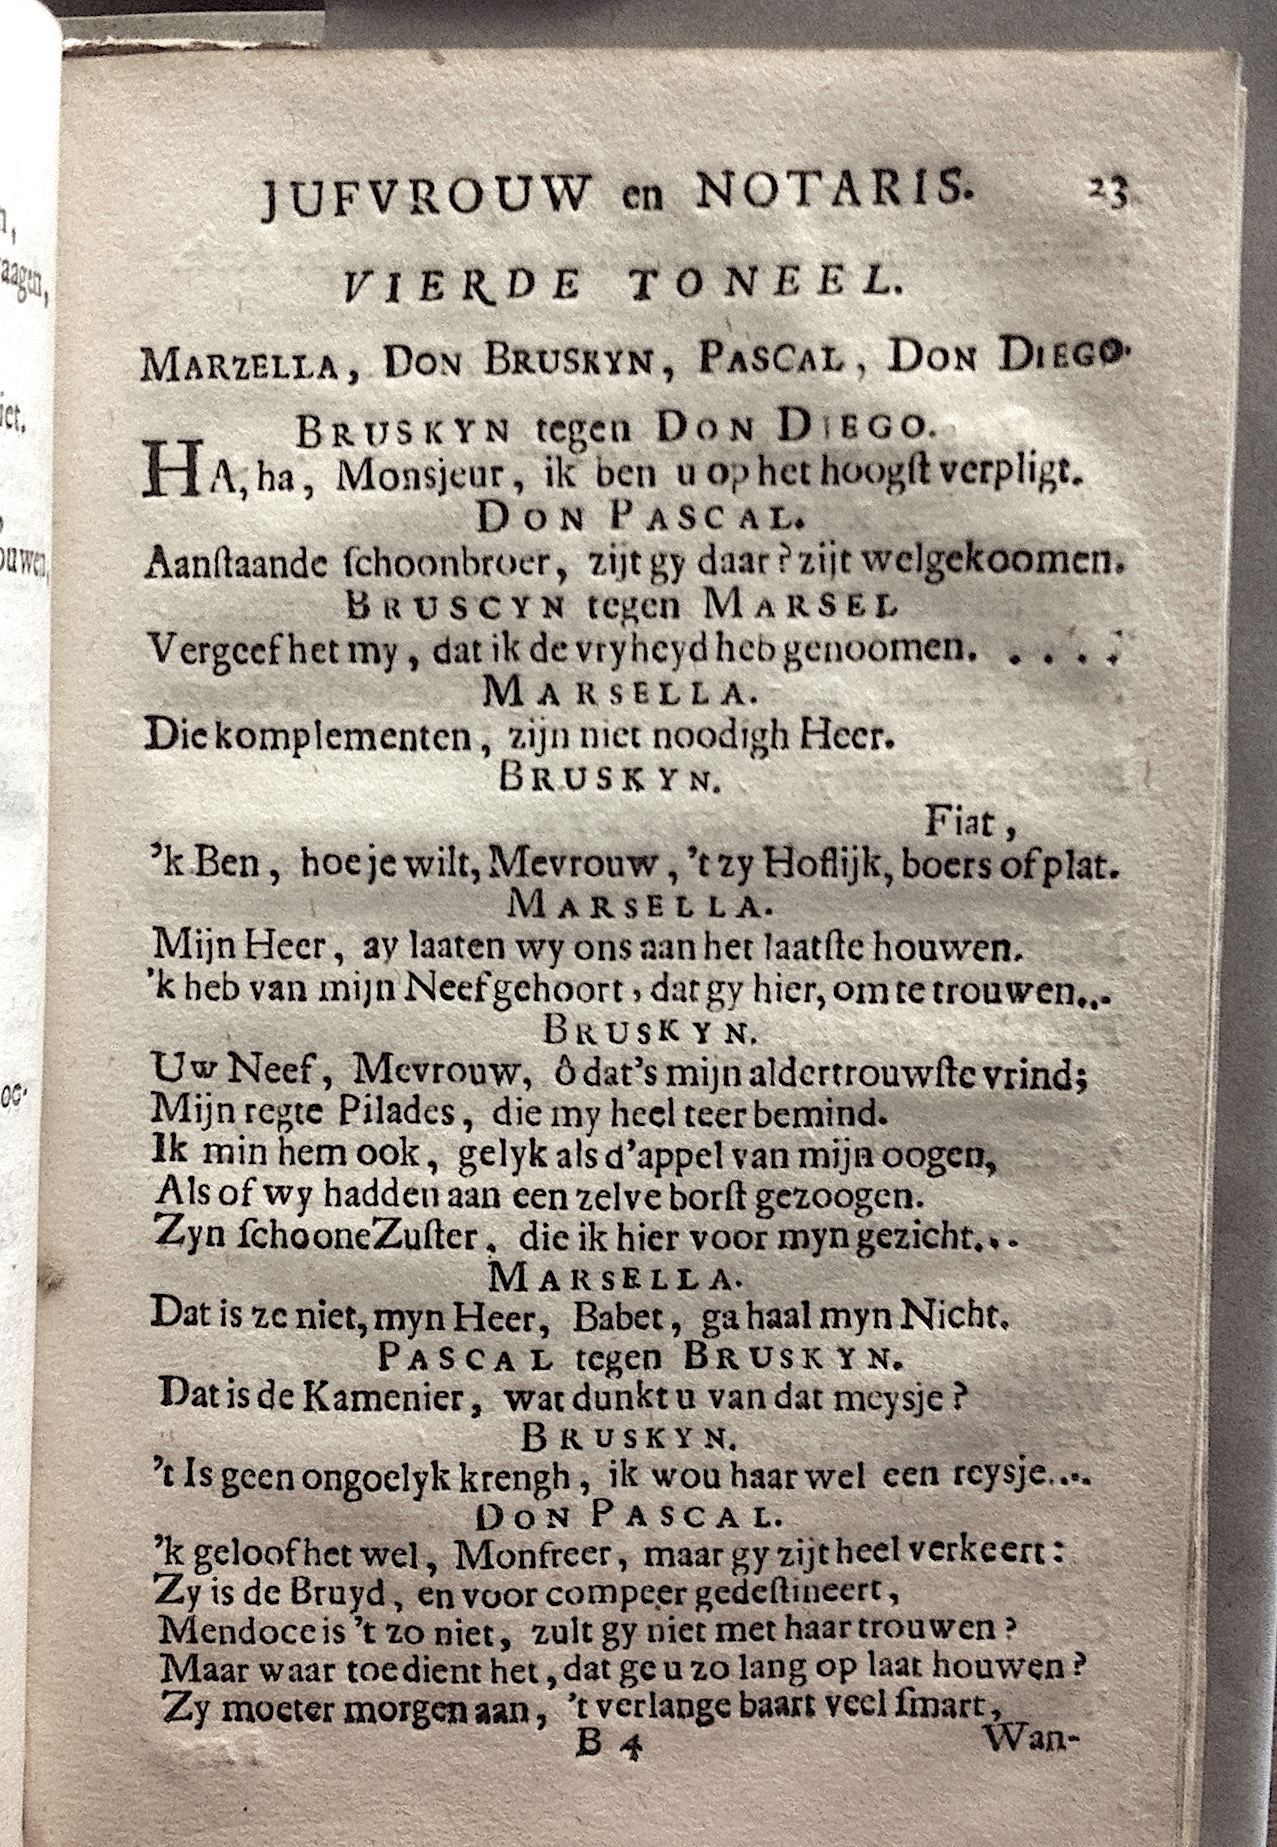 JUFVROUW en NOTARIS. 23
VIERDE TONEEL.
MARZELLA, DON BRUSKYN, PASCAL, DON DIEGO.
BRUSKYN tegen DON DIEGO.
HA, ha, Monsjeur, ik ben u op het hoogſt verpligt.
DON PASCAL.
Aanſtaande ſchoonbroer, zijt gy daar? zijt welgekoomen.
BRUSCYN tegen MARSEL
Vergeef het my, dat ik de vryheyd heb genoomen. . . . .
MARSELLA.
Die komplementen, zijn niet noodigh Heer.
BRUSKYN.
Fiat,
'k Ben, hoe je wilt, Mevrouw, 't zy Hoflijk, boers of plat.
MARSELLA.
Mijn Heer, ay laaten wy ons aan het laatſte houwen.
'k heb van mijn Neef gehoort, dat gy hier, om te trouwen...
BRUSKYN.
Uw Neef, Mevrouw, ô dat's mijn aldertrouwſte vrind;
Mijn regte Pilades, die my heel teer bemind.
Ik min hem ook, gelyk als d'appel van mijn oogen,
Als of wy hadden aan een zelve borſt gezoogen.
Zyn ſchoone Zuſter, die ik hier voor myn gezicht...
MARSELLA.
Dat is ze niet, myn Heer, Babet, ga haal myn Nicht.
PASCAL tegen BRUSKYN.
Dat is de Kamenier, wat dunkt u van dat meysje?
BRUSKYN.
't Is geen ongoelyk krengh, ik wou haar wel een reysje....
DON PASCAL.
'k geloof het wel, Monfreer, maar gy zijt heel verkeert:
Zy is de Bruyd, en voor compeer gedeſtineert,
Mendoce is 't zo niet, zult gy niet met haar trouwen?
Maar waar toe dient het, dat ge u zo lang op laat houwen?
Zy moeter morgen aan, 't verlange baart veel ſmart,
B 4 Wan-
aagen,
iet.
ouwen,
oe.